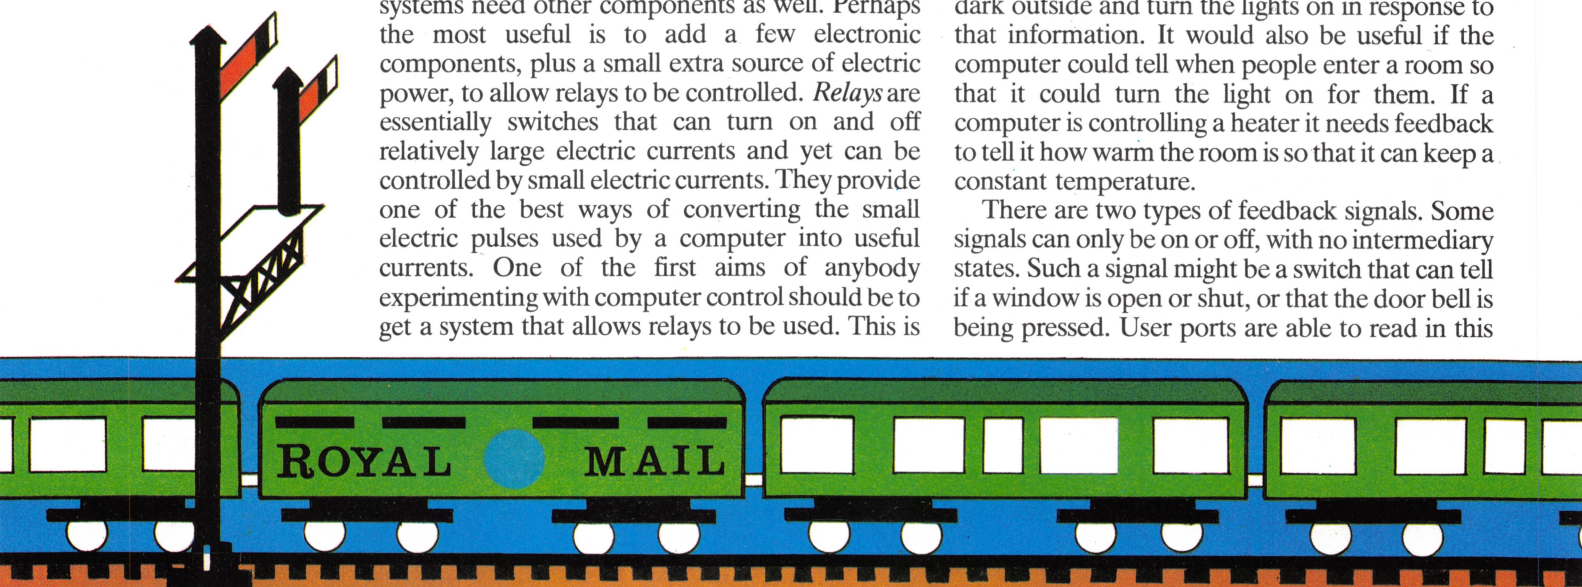 systems need other components as well. Perhaps
the most useful is to add a few electronic
components, plus a small extra source of electric
power, to allow relays to be controlled. Relays are
essentially switches that can turn on and off
relatively large electric currents and yet can be
controlled by small electric currents. They provide
one of the best ways of converting the small
electric pulses used by a computer into useful
currents. One of the first aims of anybody
experimenting with computer control should be to
get a system that allows relays to be used. This is
dark outside and turn the lights on in response to
that information. It would also be useful if the
computer could tell when people enter a room so
that it could turn the light on for them. If a
computer is controlling a heater it needs feedback
to tell it how warm the room is so that it can keep a
constant temperature.
There are two types of feedback signals. Some
signals can only be on or off, with no intermediary
states. Such a signal might be a switch that can tell
if a window is open or shut, or that the door bell is
being pressed. User ports are able to read in this
ROYAL MAIL